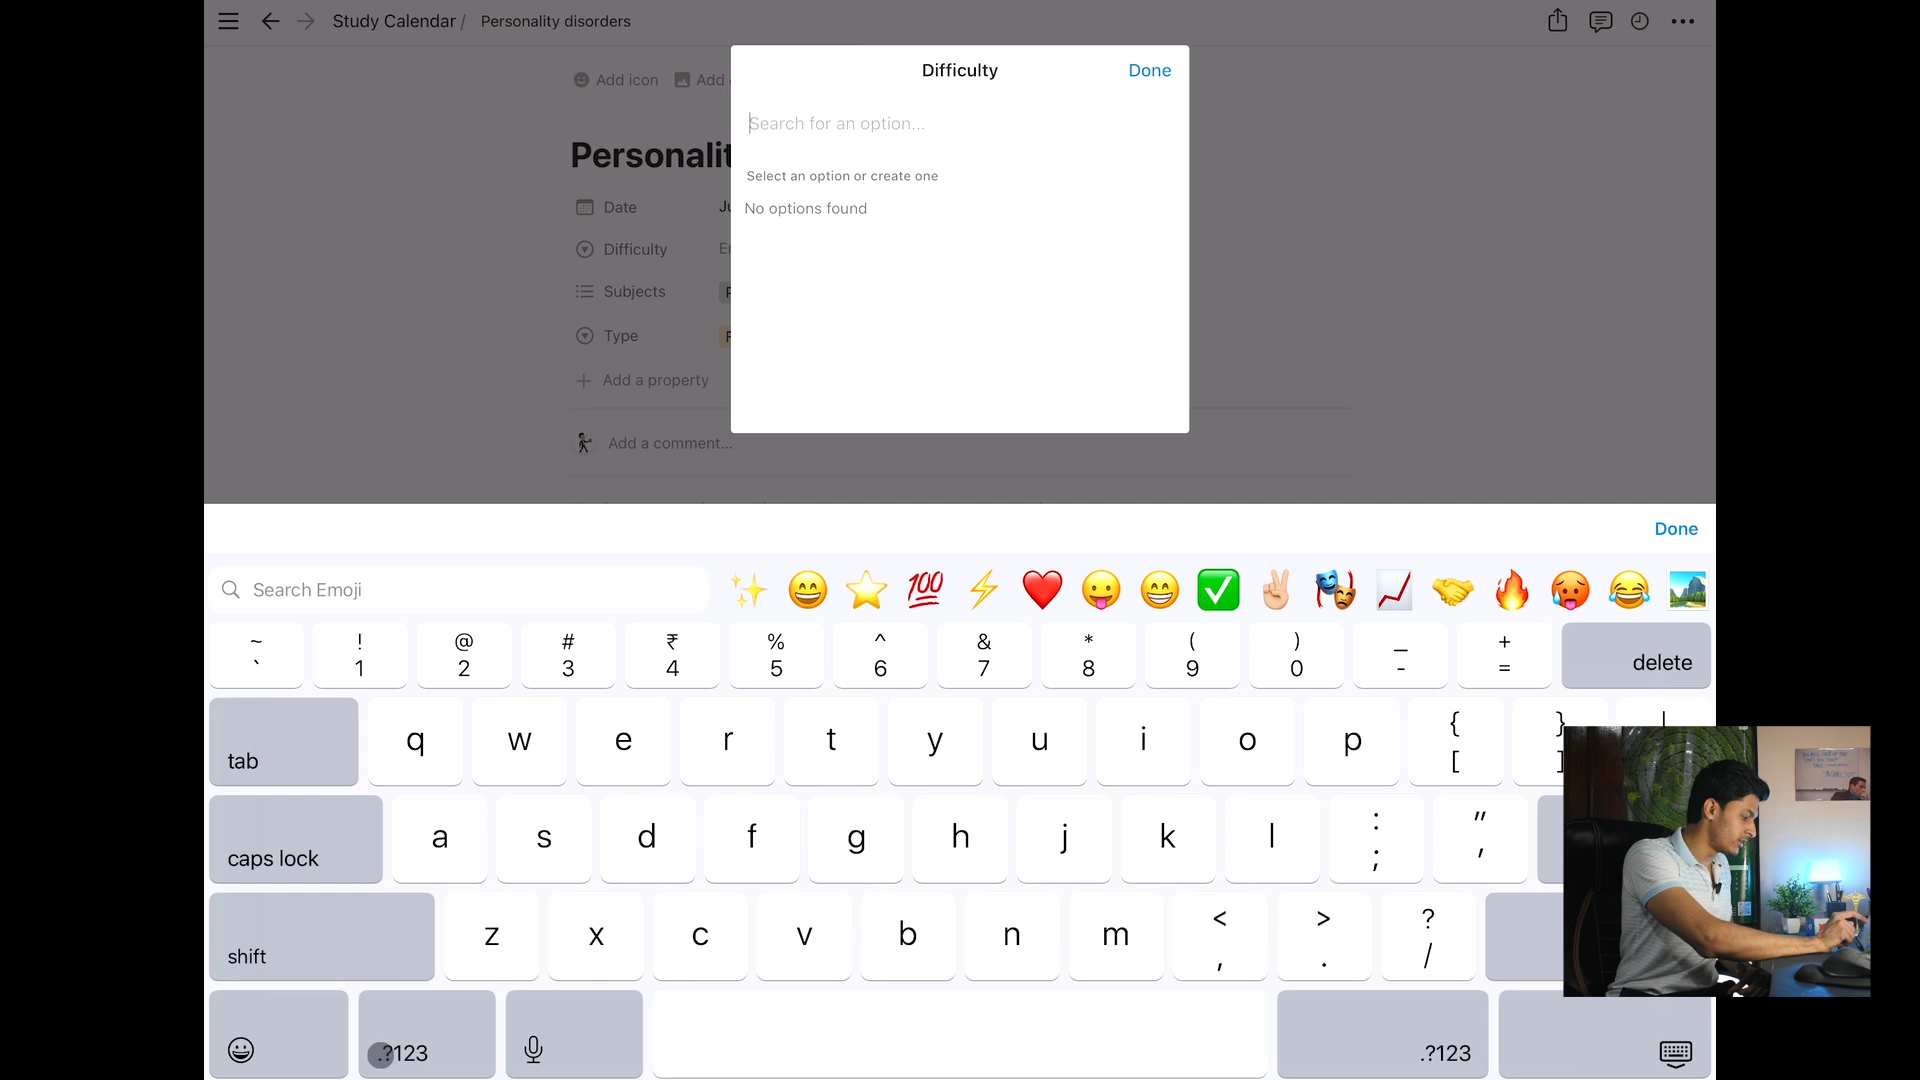 Study Calendar / Personality disorders
Add icon Add
Difficulty Done
Search for an option...
Personalit
Select an option or create one
Date
No options found
Difficulty
Subjects
Type
Add a property
Add a comment...
Done
Search Emoji
💯
~ ! @ # ₹ % ^ & * ( ) _ +
` 1 2 3 4 5 6 7 8 9 0 - = delete
tab q w e r t y u i o p { [ } ]
caps lock a s d f g h j k l : ; " '
shift z x c v b n m < , > . ? /
.?123 .?123